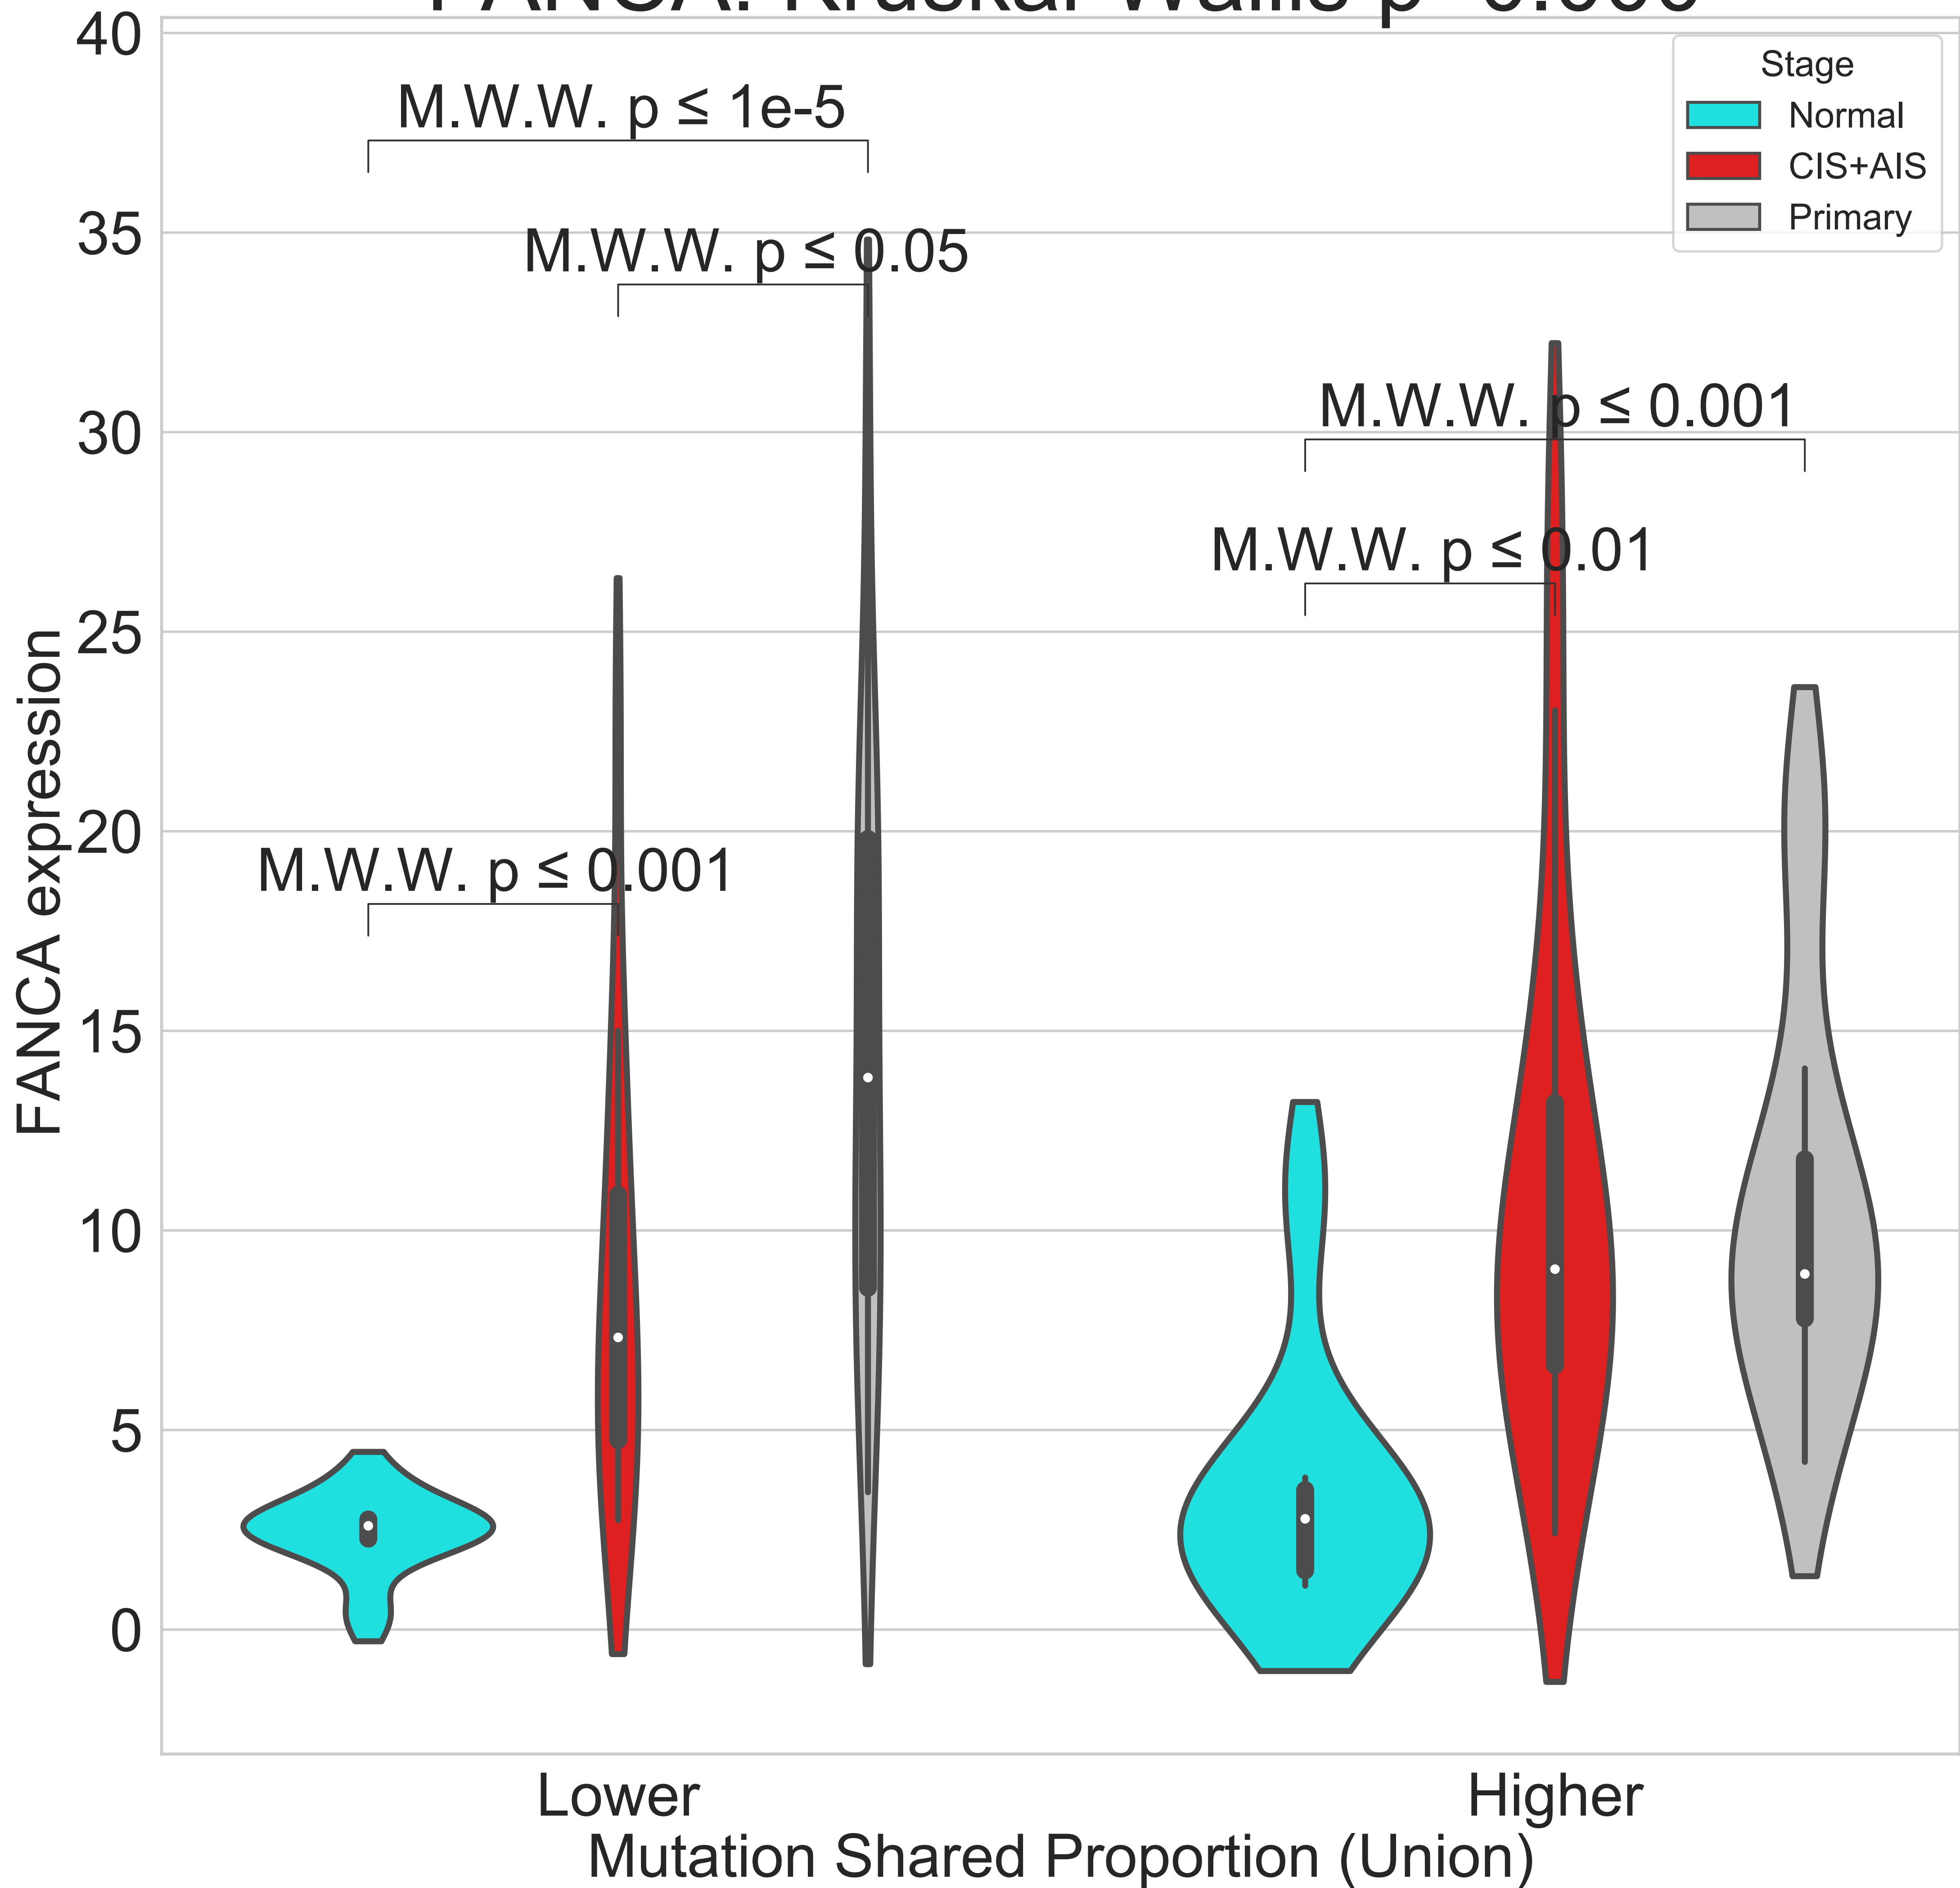 40
35
30
25
20
15
10
5
0
FANCA expression
M.W.W. p ≤ 1e-5
M.W.W. p ≤ 0.05
M.W.W. p ≤ 0.001
M.W.W. p ≤ 0.001
M.W.W. p ≤ 0.01
Stage
Normal
CIS+AIS
Primary
Lower
Higher
Mutation Shared Proportion (Union)